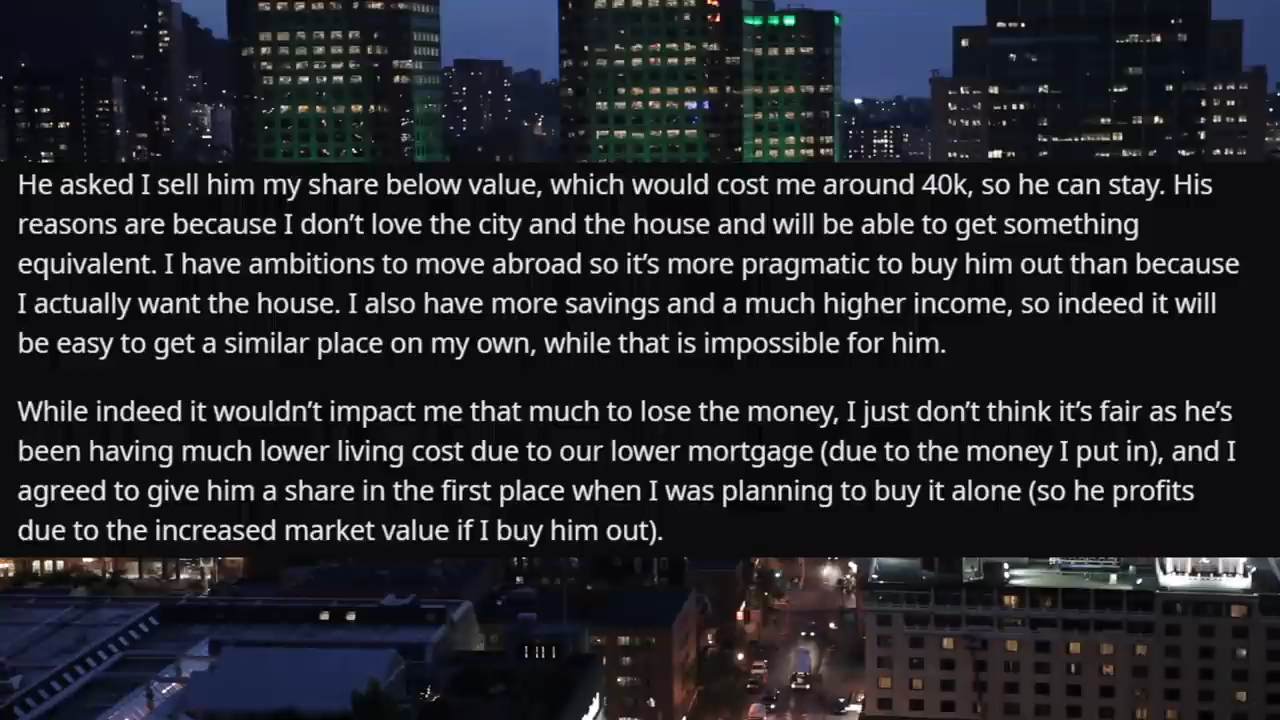 He asked I sell him my share below value, which would cost me around 40k, so he can stay. His
reasons are because I don’t love the city and the house and will be able to get something
equivalent. I have ambitions to move abroad so it’s more pragmatic to buy him out than because
I actually want the house. I also have more savings and a much higher income, so indeed it will
be easy to get a similar place on my own, while that is impossible for him.
While indeed it wouldn’t impact me that much to lose the money, I just don’t think it’s fair as he’s
been having much lower living cost due to our lower mortgage (due to the money I put in), and I
agreed to give him a share in the first place when I was planning to buy it alone (so he profits
due to the increased market value if I buy him out).